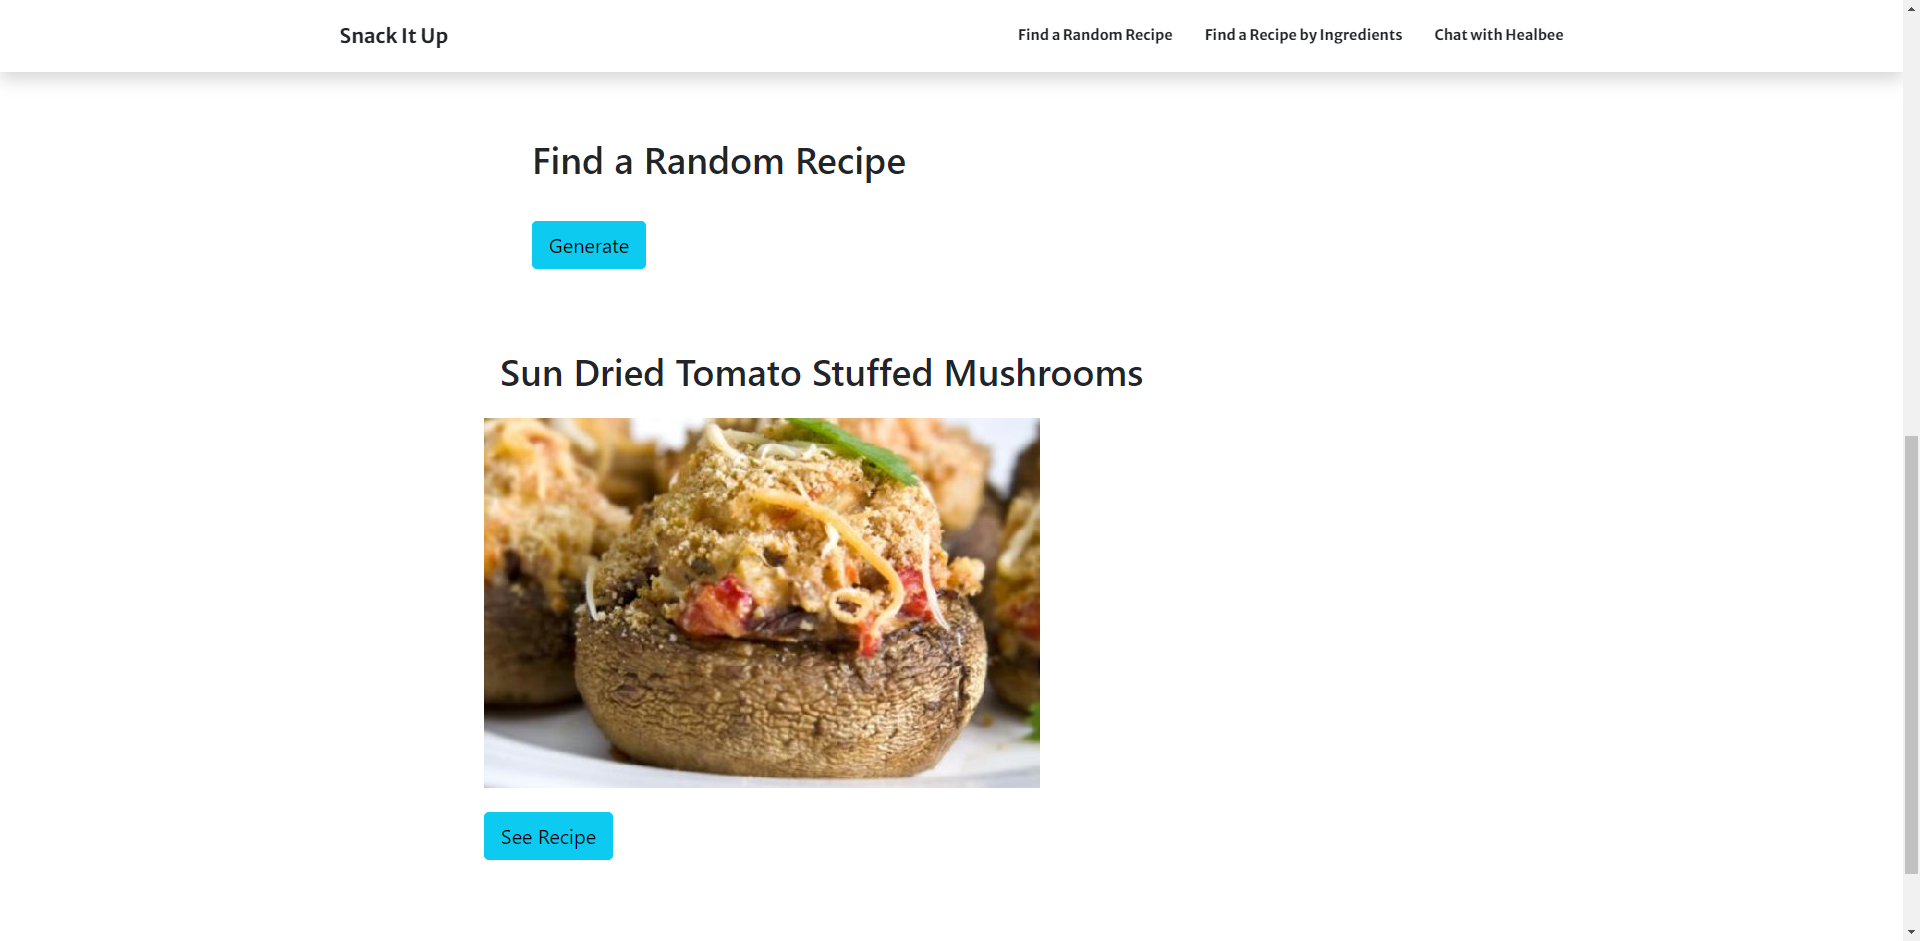 Snack It Up
Find a Random Recipe
Find a Recipe by Ingredients
Chat with Healbee
Find a Random Recipe
Generate
Sun Dried Tomato Stuffed Mushrooms
See Recipe